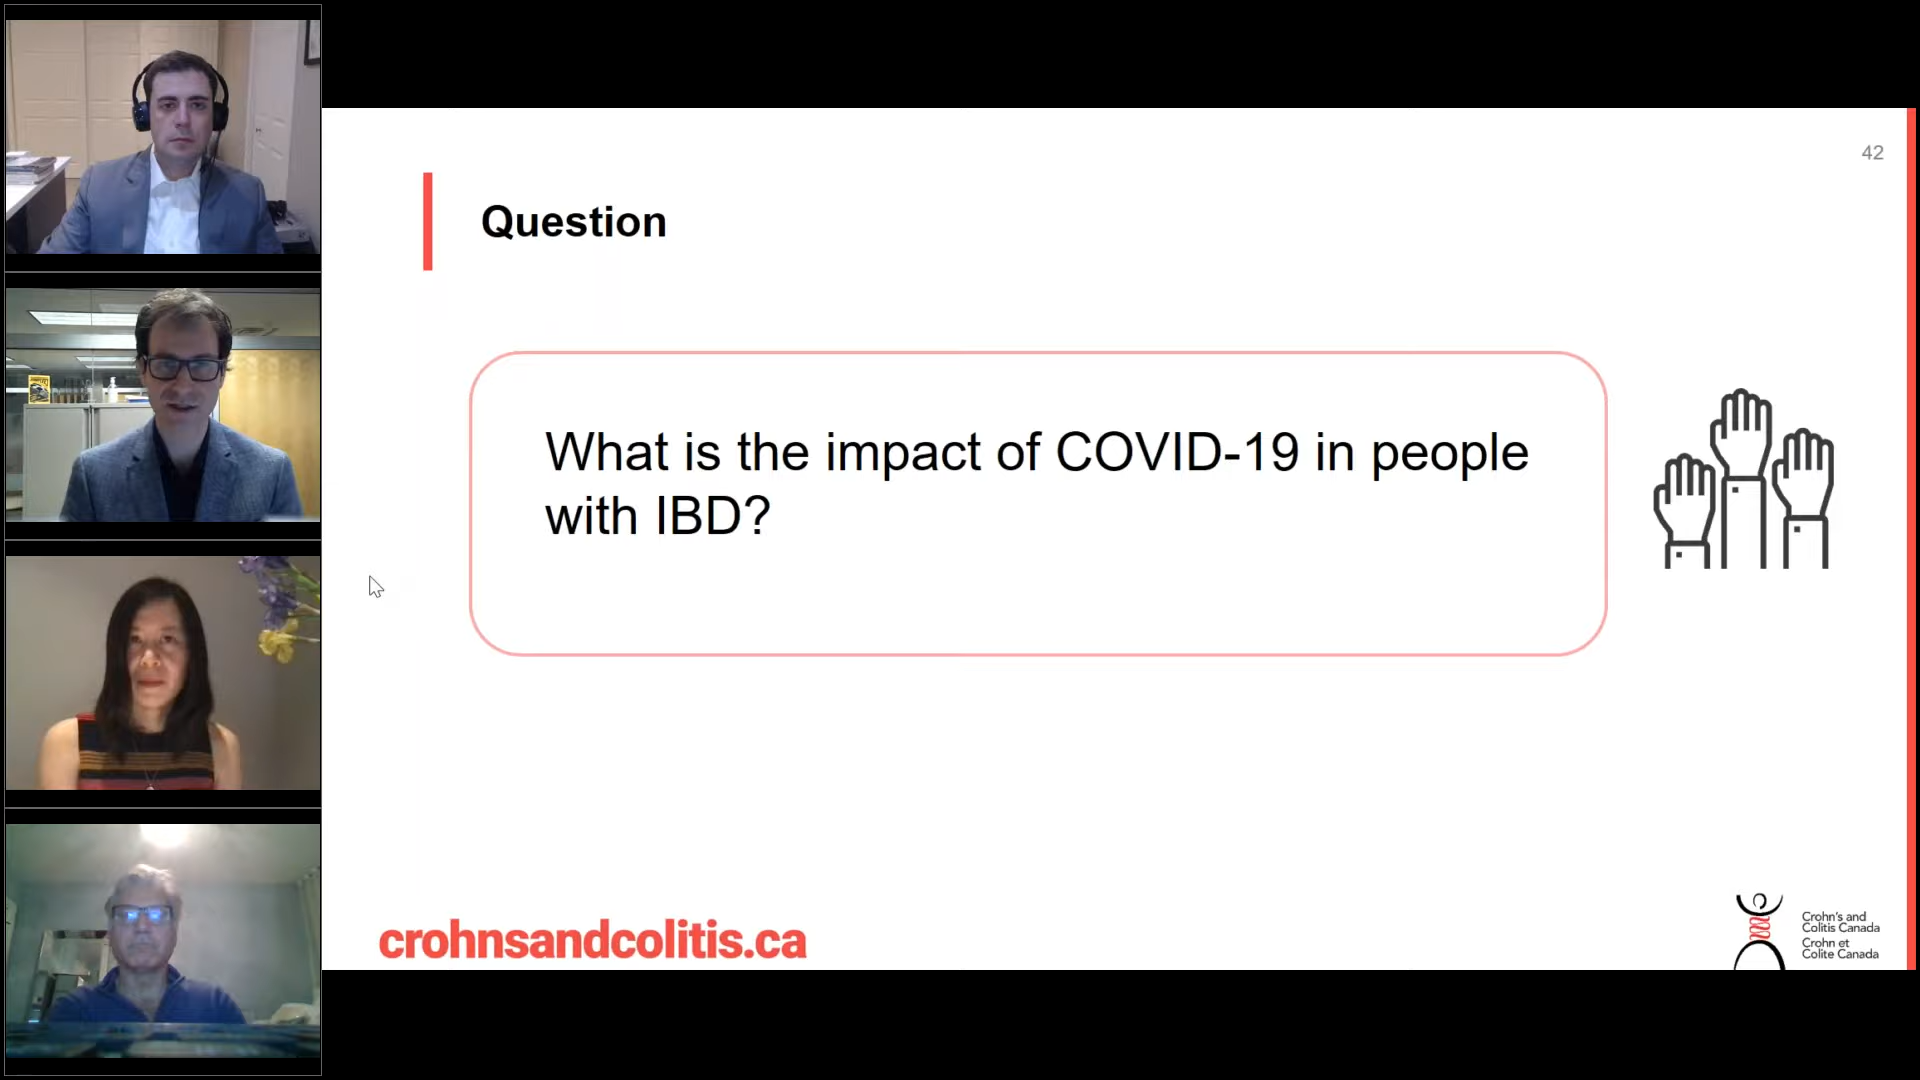 42
Question
What is the impact of COVID-19 in people
with IBD?
crohnsandcolitis.ca
Crohn's and
Colitis Canada
Crohn et
Colite Canada